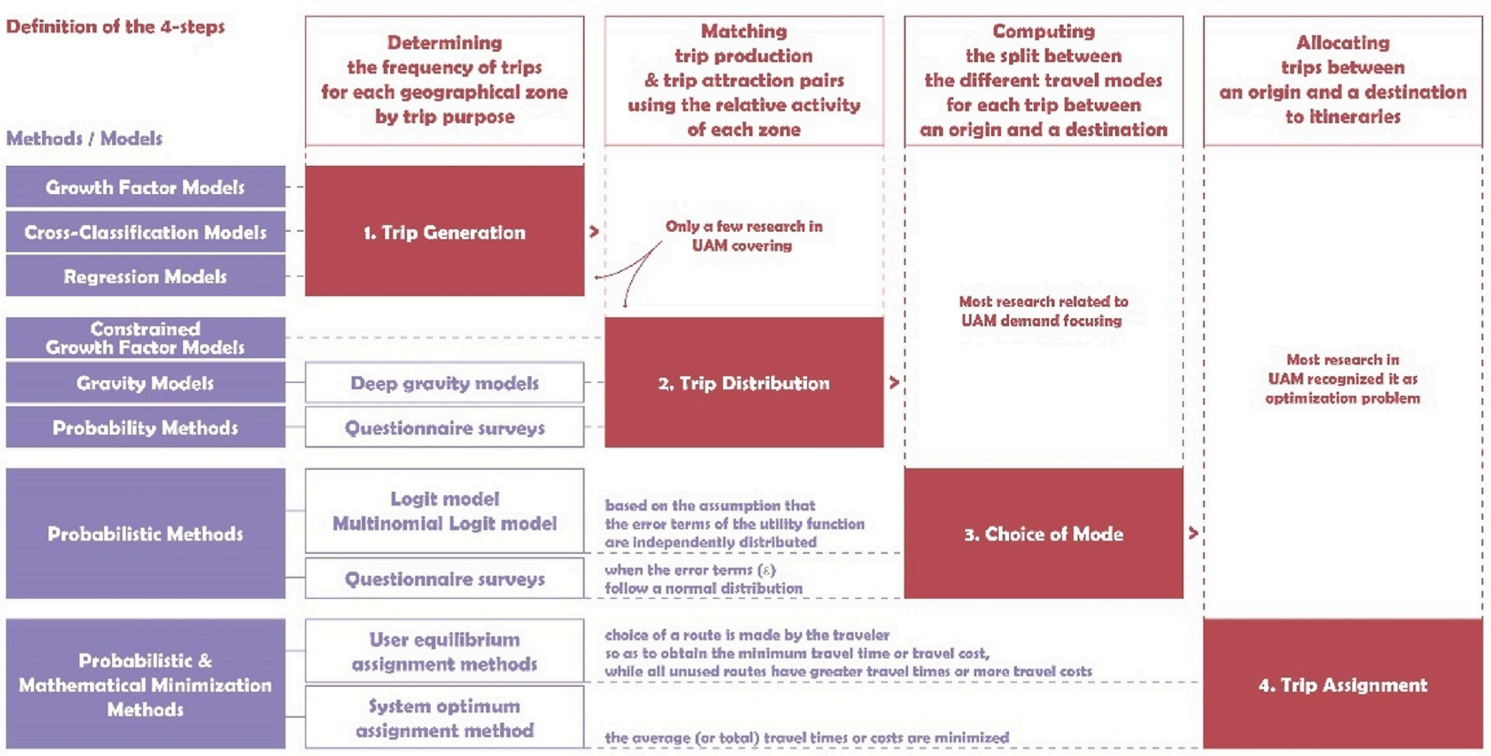 Definition of the 4-steps
Determining
the frequency of trips
for each geographical zone
by trip purpose
Matching
trip production
& trip attraction pairs
using the relative activity
of each zone
Computing
the split between
the different travel modes
for each trip between
an origin and a destination
Allocating
trips between
an origin and a destination
to itineraries
Methods / Models
Growth Factor Models
Cross-Classification Models
Regression Models
1. Trip Generation
>
Only a few research in
UAM covering
Most research related to
UAM demand focusing
Most research in
UAM recognized it as
optimization problem
Constrained
Growth Factor Models
Gravity Models
Deep gravity models
Probability Methods
Questionnaire surveys
2. Trip Distribution
>
Probabilistic Methods
Logit model
Multinomial Logit model
based on the assumption that
the error terms of the utility function
are independently distributed
Questionnaire surveys
when the error terms (ε)
follow a normal distribution
3. Choice of Mode
>
Probabilistic &
Mathematical Minimization
Methods
User equilibrium
assignment methods
choice of a route is made by the traveler
so as to obtain the minimum travel time or travel cost,
while all unused routes have greater travel times or more travel costs
System optimum
assignment method
the average (or total) travel times or costs are minimized
4. Trip Assignment